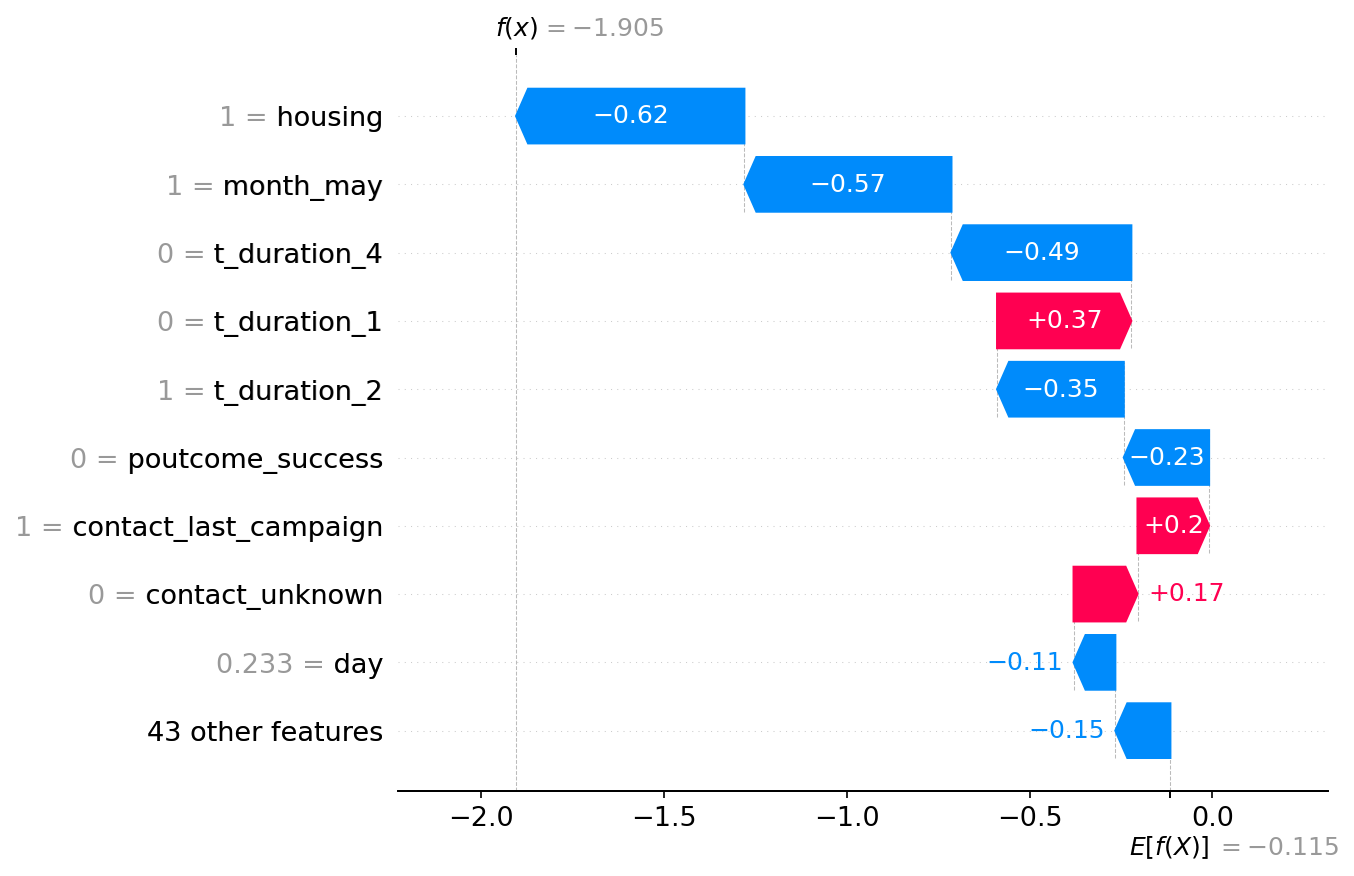 f(x) = −1.905
1 = housing −0.62
1 = month_may −0.57
0 = t_duration_4 −0.49
0 = t_duration_1 +0.37
1 = t_duration_2 −0.35
0 = poutcome_success −0.23
1 = contact_last_campaign +0.2
0 = contact_unknown +0.17
0.233 = day −0.11
43 other features −0.15
−2.0 −1.5 −1.0 −0.5 0.0
E[f(X)] = −0.115